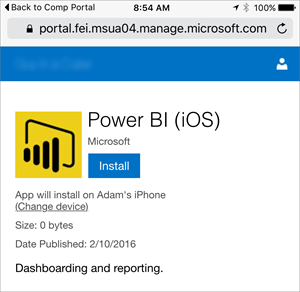 Back to Comp Portal 8:54 AM 100%
portal.fei.msua04.manage.microsoft.com
Power BI (iOS)
Microsoft
Install
App will install on Adam's iPhone
(Change device)
Size: 0 bytes
Date Published: 2/10/2016
Dashboarding and reporting.